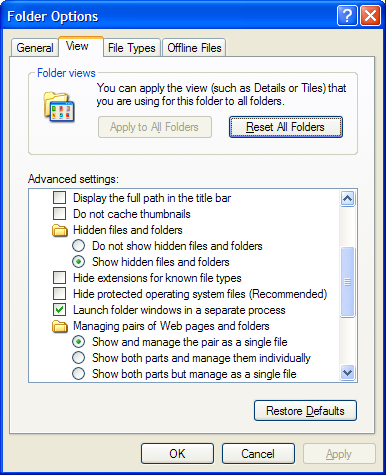 Folder Options
General View File Types Offline Files
Folder views
You can apply the view (such as Details or Tiles) that
you are using for this folder to all folders.
Apply to All Folders Reset All Folders
Advanced settings:
Display the full path in the title bar
Do not cache thumbnails
Hidden files and folders
Do not show hidden files and folders
Show hidden files and folders
Hide extensions for known file types
Hide protected operating system files (Recommended)
Launch folder windows in a separate process
Managing pairs of Web pages and folders
Show and manage the pair as a single file
Show both parts and manage them individually
Show both parts but manage as a single file
Restore Defaults
OK Cancel Apply